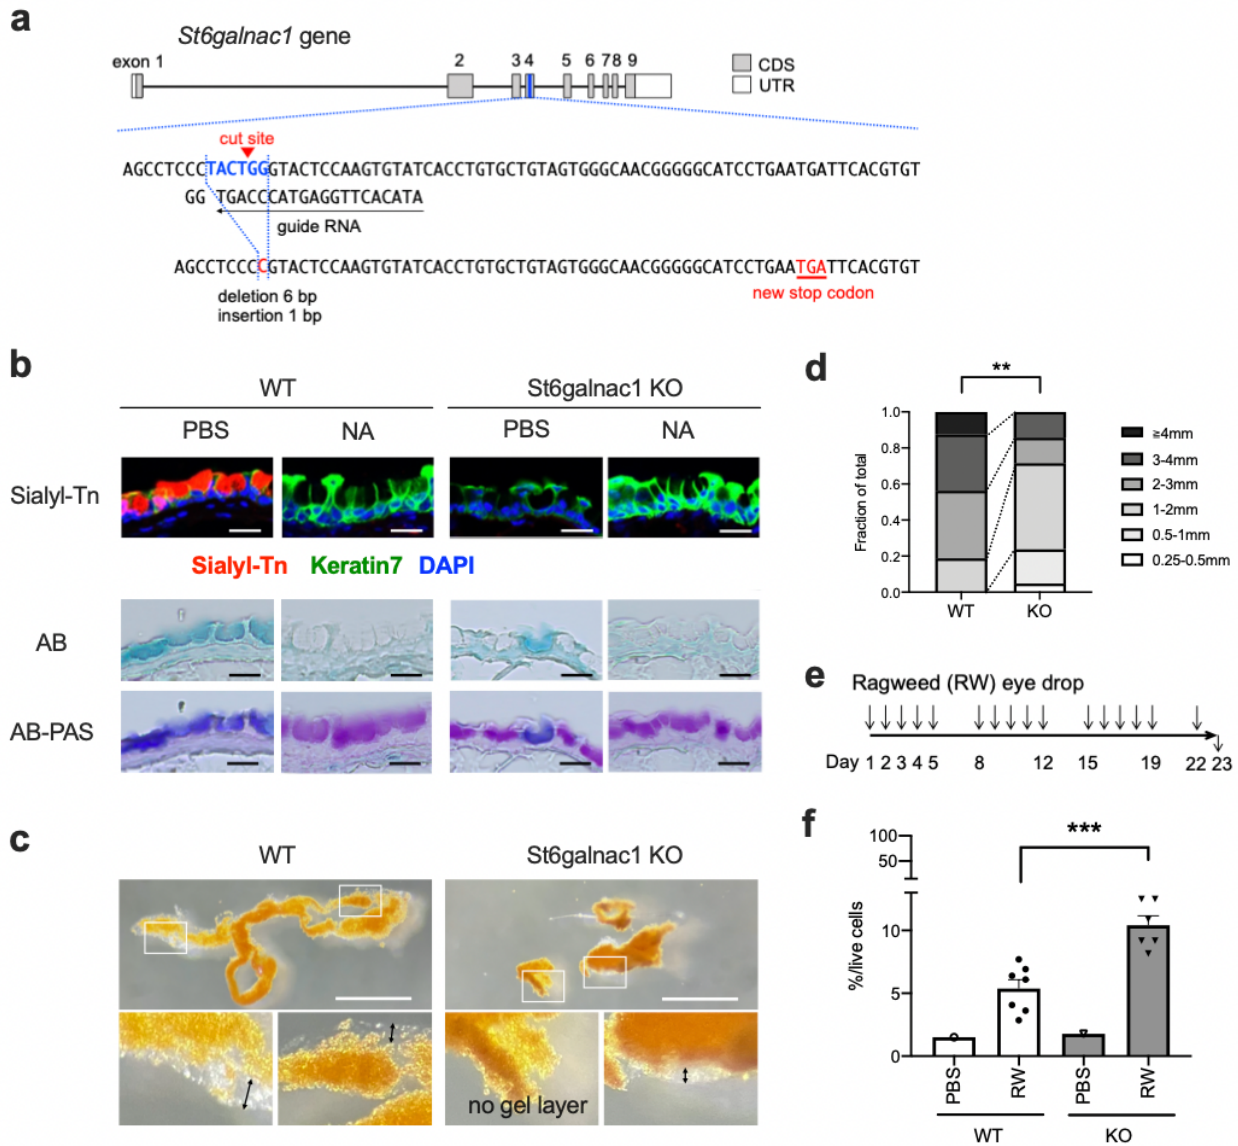 a
St6galnac1 gene
exon 1 2 3 4 5 6 7 8 9
CDS
UTR
cut site
AGCCTCCCTACTGGGTACTCCAAGTGTATCACCTGTGCTGTAGTGGGCAACGGGGGCATCCTGAATGATTCACGTGT
GG TGACCCATGAGGTTCACATA
guide RNA
AGCCTCCCCGTACTCCAAGTGTATCACCTGTGCTGTAGTGGGCAACGGGGGCATCCTGAATGATTCACGTGT
deletion 6 bp
insertion 1 bp
new stop codon
b
WT St6galnac1 KO
PBS NA PBS NA
Sialyl-Tn
Sialyl-Tn Keratin7 DAPI
AB
AB-PAS
c
WT St6galnac1 KO
no gel layer
d
**
Fraction of total
1.0
0.8
0.6
0.4
0.2
0.0
WT KO
≧4mm
3-4mm
2-3mm
1-2mm
0.5-1mm
0.25-0.5mm
e
Ragweed (RW) eye drop
Day 1 2 3 4 5 8 12 15 19 22 23
f
***
%/live cells
100
50
10
5
0
PBS RW PBS RW
WT KO